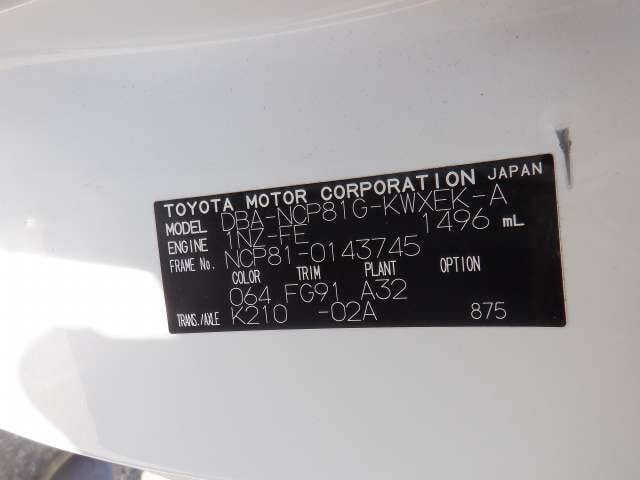 TOYOTA MOTOR CORPORATION JAPAN
MODEL DBA-NCP81G-KWXEK-A
ENGINE 1NZ-FE 1496 mL
FRAME No. NCP81-0143745
COLOR TRIM PLANT OPTION
064 FG91 A32
TRANS./AXLE K210 -02A 875